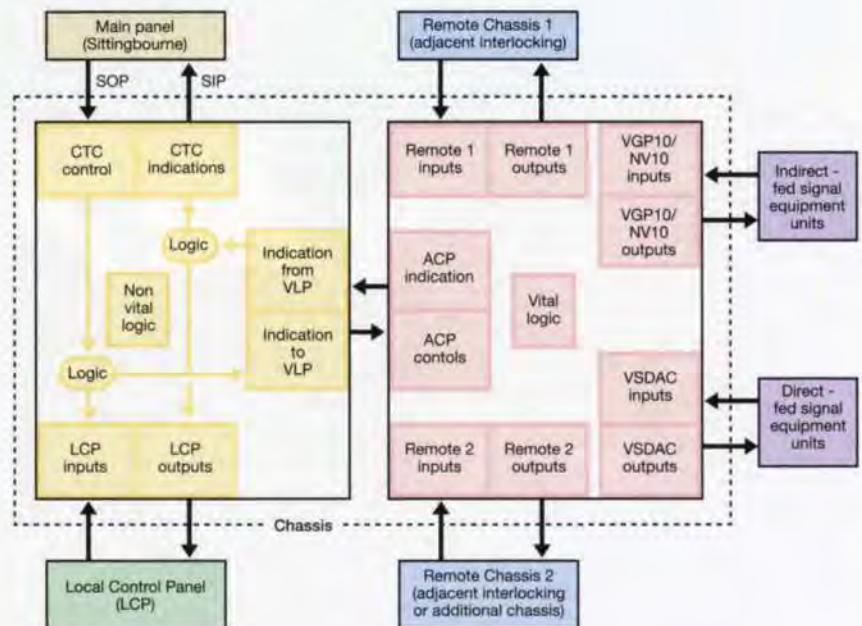 Main panel
(Sittingbourne)
SOP
SIP
Remote Chassis 1
(adjacent interlocking)
CTC
control
CTC
indications
Logic
Indication
from
VLP
Non
vital
logic
Indication
to
VLP
Logic
LCP
inputs
LCP
outputs
Remote 1
inputs
Remote 1
outputs
VGP10/
NV10
inputs
VGP10/
NV10
outputs
ACP
indication
Vital
logic
ACP
contols
VSDAC
inputs
VSDAC
outputs
Remote 2
inputs
Remote 2
outputs
Indirect -
fed signal
equipment
units
Direct -
fed signal
equipment
units
Chassis
Local Control Panel
(LCP)
Remote Chassis 2
(adjacent interlocking
or additional chassis)